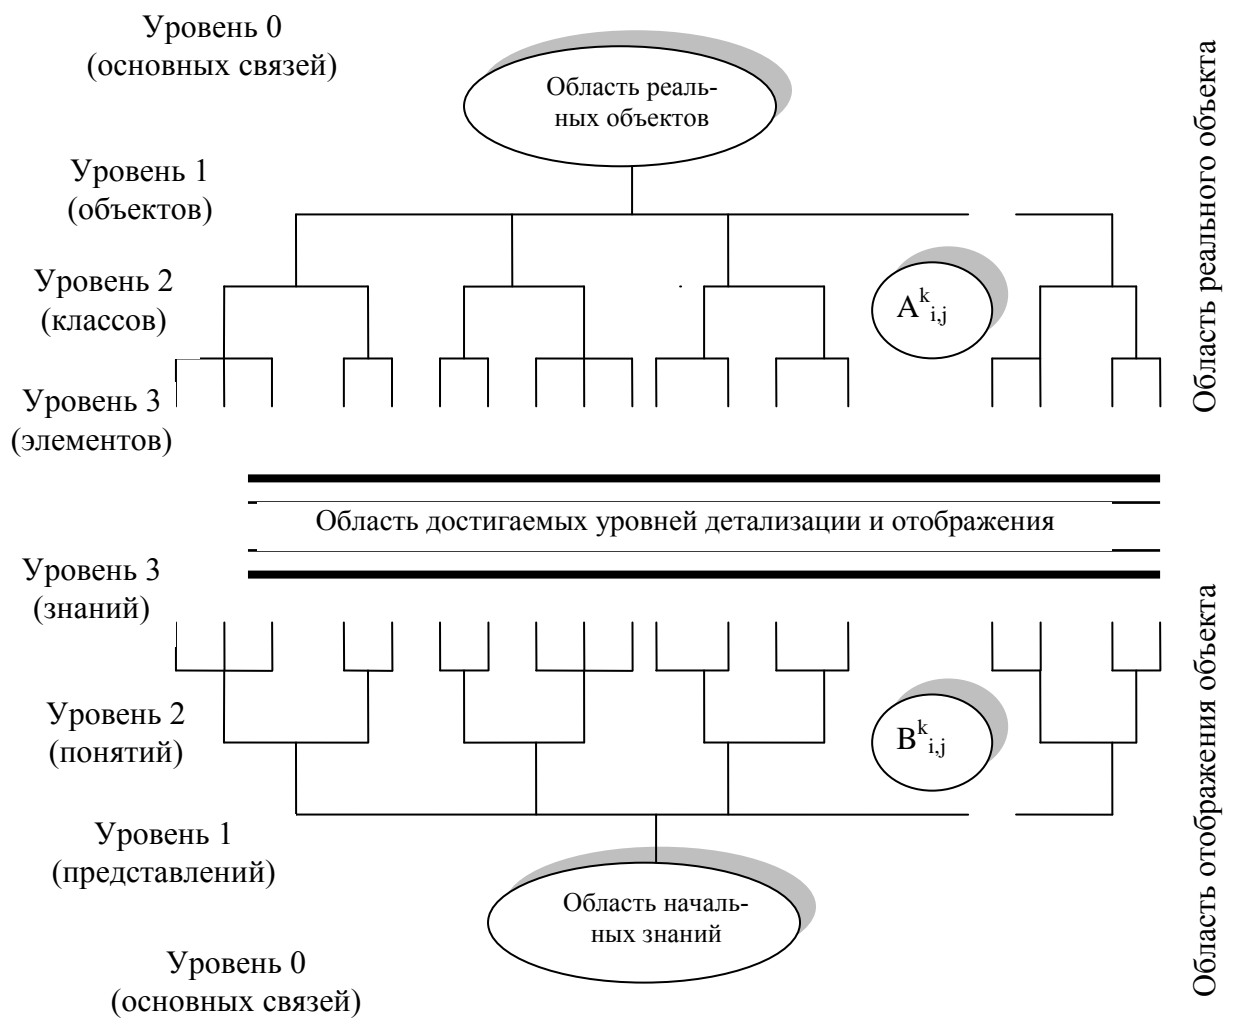 Уровень 0
(основных связей)
Область реаль-
ных объектов
Уровень 1
(объектов)
Уровень 2
(классов)
A^k_i,j
Уровень 3
(элементов)
Область реального объекта
Область достигаемых уровней детализации и отображения
Уровень 3
(знаний)
Уровень 2
(понятий)
B^k_i,j
Уровень 1
(представлений)
Область началь-
ных знаний
Уровень 0
(основных связей)
Область отображения объекта